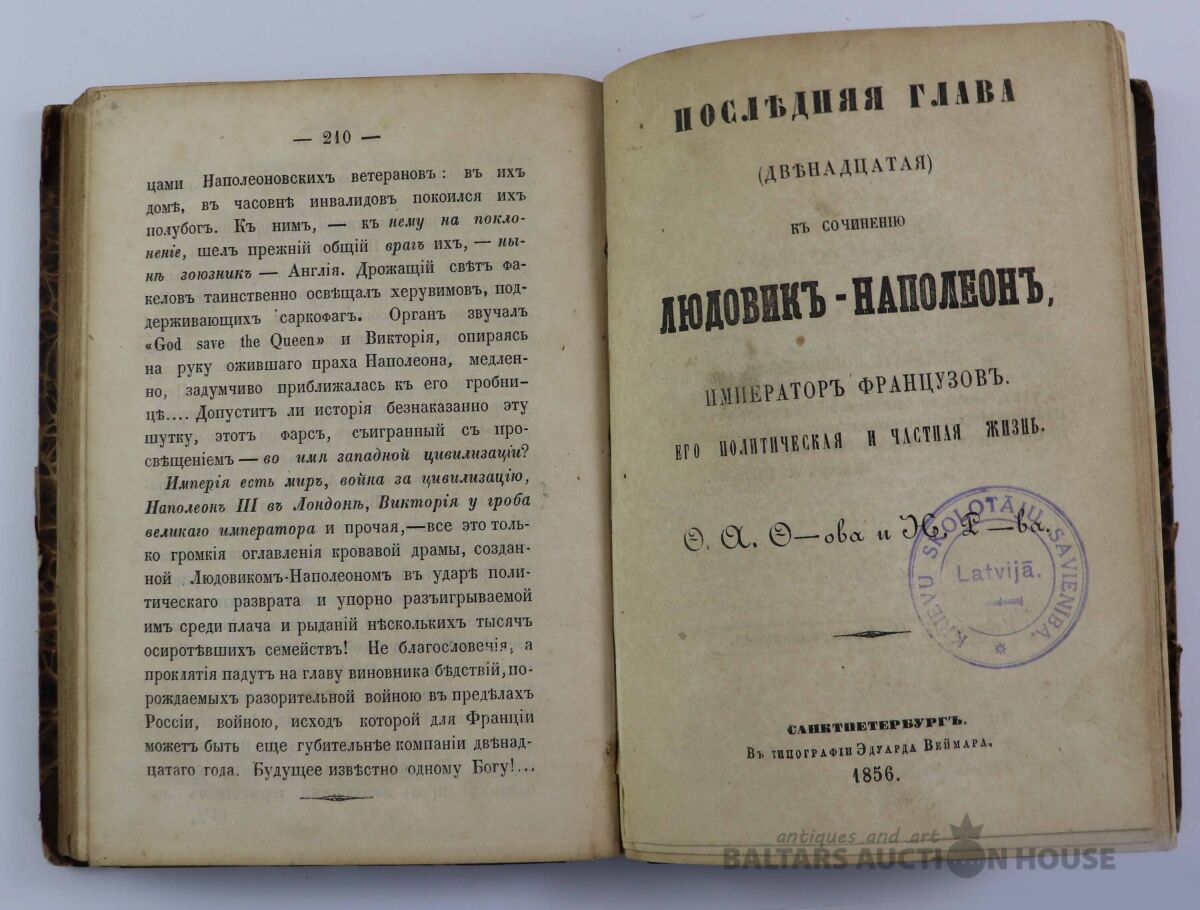 — 210 —
цами Наполеоновскихъ ветерановъ: въ ихъ
домѣ, въ часовнѣ инвалидовъ покоился ихъ
полубог. Къ нимъ, — къ нему на покло-
неніе, шелъ прежній общій врагъ ихъ, — ны-
нѣ зоюзникъ — Англія. Дрожащій свѣтъ фа-
келовъ таинственно освѣщалъ херувимовъ, под-
держивающихъ саркофагъ. Органъ звучалъ
«God save the Queen» и Викторія, опираясь
на руку ожившаго праха Наполеона, медлен-
но, задумчиво приближалась къ его гробни-
цѣ.... Допуститъ ли исторія безнаказанно эту
шутку, этотъ фарсъ, съигранный съ про-
свѣщеніемъ — во имя западной цивилизаціи?
Имперія есть миръ, война за цивилизацію,
Наполеонъ III въ Лондонѣ, Викторія у гроба
великаго императора и прочая,—все это толь-
ко громкія оглавленія кровавой драмы, создан-
ной Людовикомъ-Наполеономъ въ ударѣ поли-
тическаго разврата и упорно разъигрываемой
имъ среди плача и рыданій нѣсколькихъ тысячъ
осиротѣвшихъ семействъ! Не благословечія, а
проклятія падутъ на главу виновника бѣдствій, по-
рождаемыхъ разорительной войною въ предѣлахъ
Россіи, войною, исходъ которой для Франціи
можетъ быть еще губительнѣе компаніи двѣнад-
цатаго года. Будущее извѣстно одному Богу!...
ПОСЛѢДНЯЯ ГЛАВА
(ДВѢНАДЦАТАЯ)
КЪ СОЧИНЕНІЮ
ЛЮДОВИКЪ-НАПОЛЕОНЪ,
ИМПЕРАТОРЪ ФРАНЦУЗОВЪ.
ЕГО ПОЛИТИЧЕСКАЯ И ЧАСТНАЯ ЖИЗНЬ.
Ѳ. А. Ѳ—ова и Н. Р—ва.
KRIEVU SKOLOTĀJU SAVIENĪBA
Latvijā.
САНКТПЕТЕРБУРГЪ.
Въ типографіи Эдуарда Веймара.
1856.
antiques and art
BALTARS AUCTION HOUSE